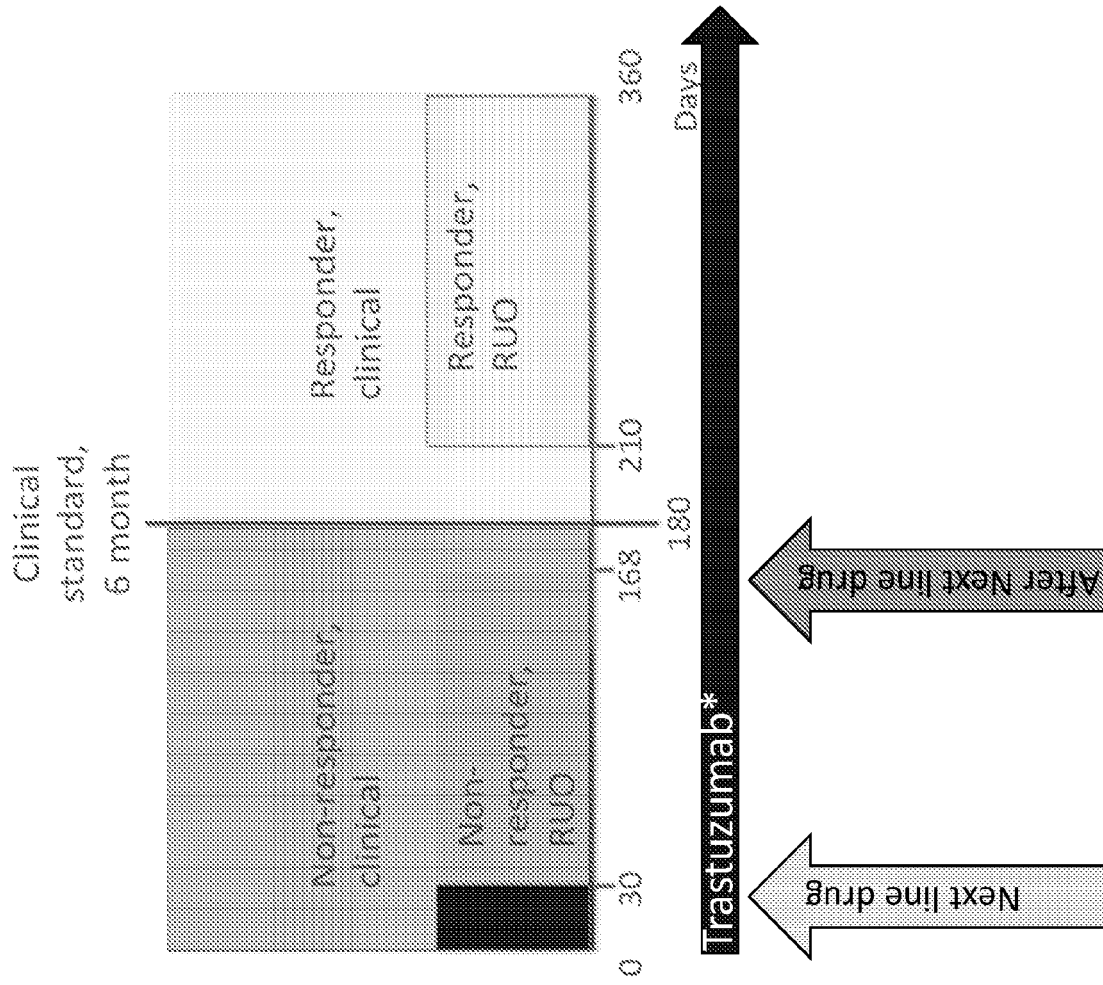 Clinical
standard,
6 month
Non-responder,
clinical
Responder,
clinical
Non-
responder,
RUO
Responder,
RUO
0
30
168
180
210
360
Days
Trastuzumab*
Next line drug
After Next line drug